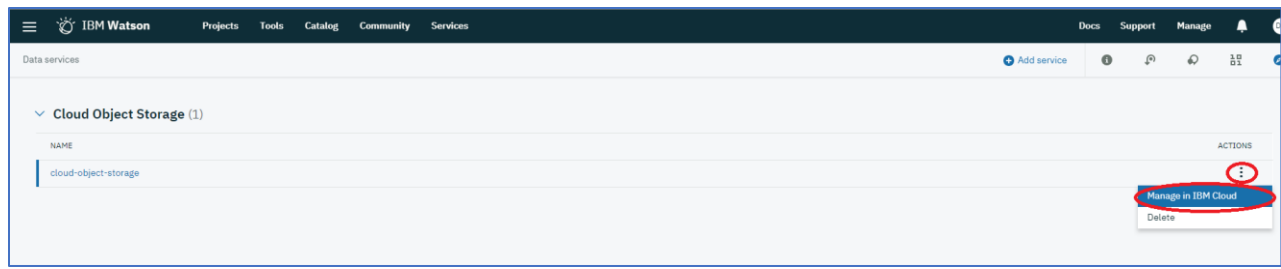 IBM Watson Projects Tools Catalog Community Services Docs Support Manage
Data services Add service
Cloud Object Storage (1)
NAME ACTIONS
cloud-object-storage
Manage in IBM Cloud
Delete